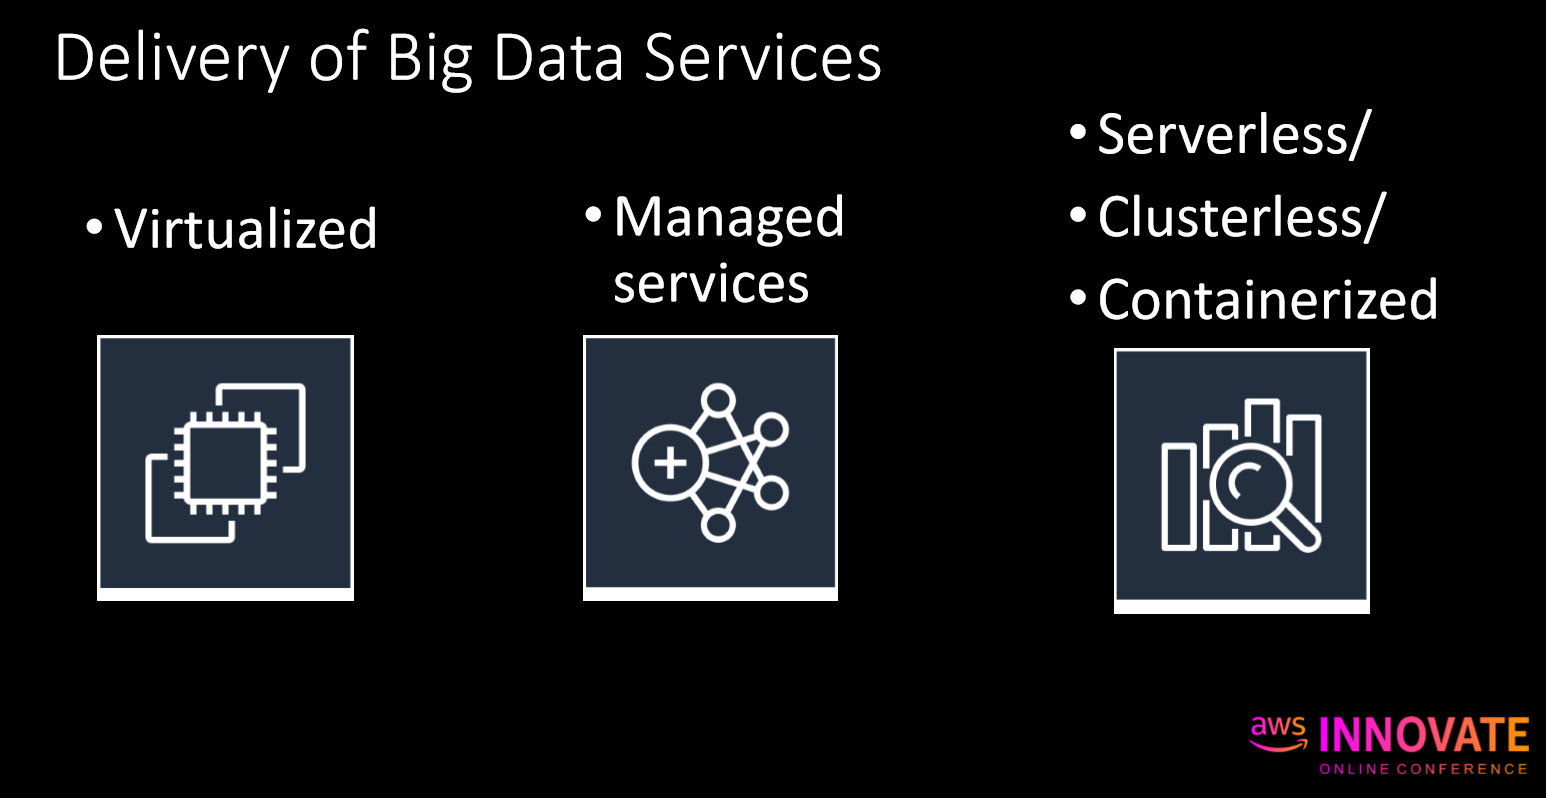 Delivery of Big Data Services
• Virtualized
• Managed
services
• Serverless/
• Clusterless/
• Containerized
aws INNOVATE
ONLINE CONFERENCE